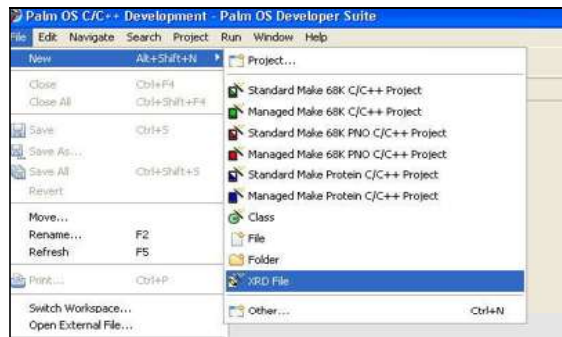 Palm OS C/C++ Development - Palm OS Developer Suite
File Edit Navigate Search Project Run Window Help
New Alt+Shift+N
Close Ctrl+F4
Close All Ctrl+Shift+F4
Save Ctrl+S
Save As...
Save All Ctrl+Shift+S
Revert
Move...
Rename... F2
Refresh F5
Print... Ctrl+P
Switch Workspace...
Open External File...
Project...
Standard Make 68K C/C++ Project
Managed Make 68K C/C++ Project
Standard Make 68K PNO C/C++ Project
Managed Make 68K PNO C/C++ Project
Standard Make Protein C/C++ Project
Managed Make Protein C/C++ Project
Class
File
Folder
XRD File
Other... Ctrl+N